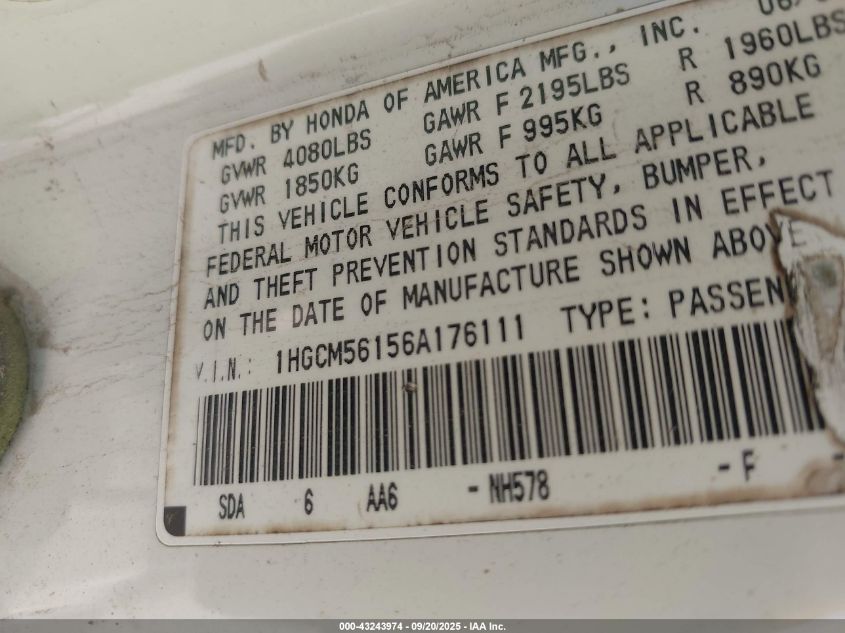 MFD. BY HONDA OF AMERICA MFG., INC.
GVWR 4080LBS GAWR F 2195LBS R 1960LBS
GVWR 1850KG GAWR F 995KG R 890KG
THIS VEHICLE CONFORMS TO ALL APPLICABLE
FEDERAL MOTOR VEHICLE SAFETY, BUMPER,
AND THEFT PREVENTION STANDARDS IN EFFECT
ON THE DATE OF MANUFACTURE SHOWN ABOVE
V.I.N.: 1HGCM56156A176111 TYPE: PASSEN
SDA 6 AA6 -NH578 -F -
000-43243974 - 09/20/2025 - IAA Inc.